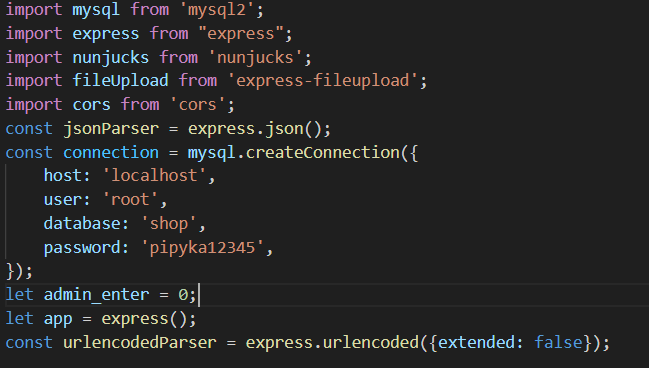 import mysql from 'mysql2';
import express from "express";
import nunjucks from 'nunjucks';
import fileUpload from 'express-fileupload';
import cors from 'cors';
const jsonParser = express.json();
const connection = mysql.createConnection({
    host: 'localhost',
    user: 'root',
    database: 'shop',
    password: 'pipyka12345',
});
let admin_enter = 0;
let app = express();
const urlencodedParser = express.urlencoded({extended: false});